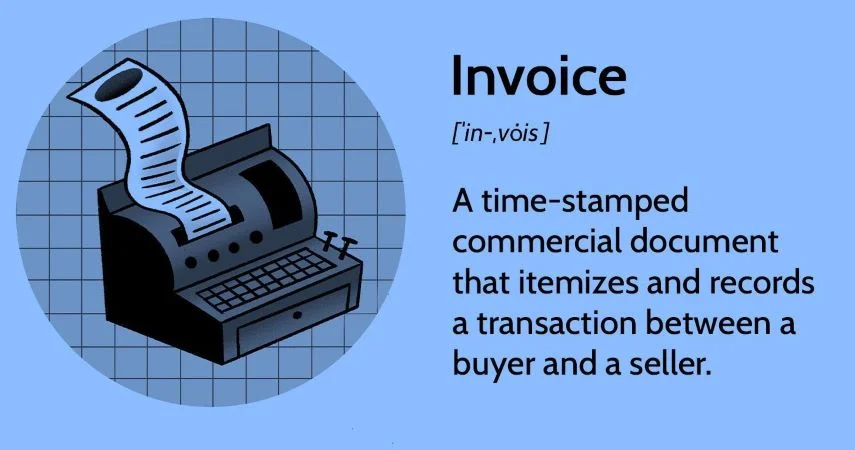 Invoice
[ˈin-ˌvȯis]
A time-stamped
commercial document
that itemizes and records
a transaction between a
buyer and a seller.